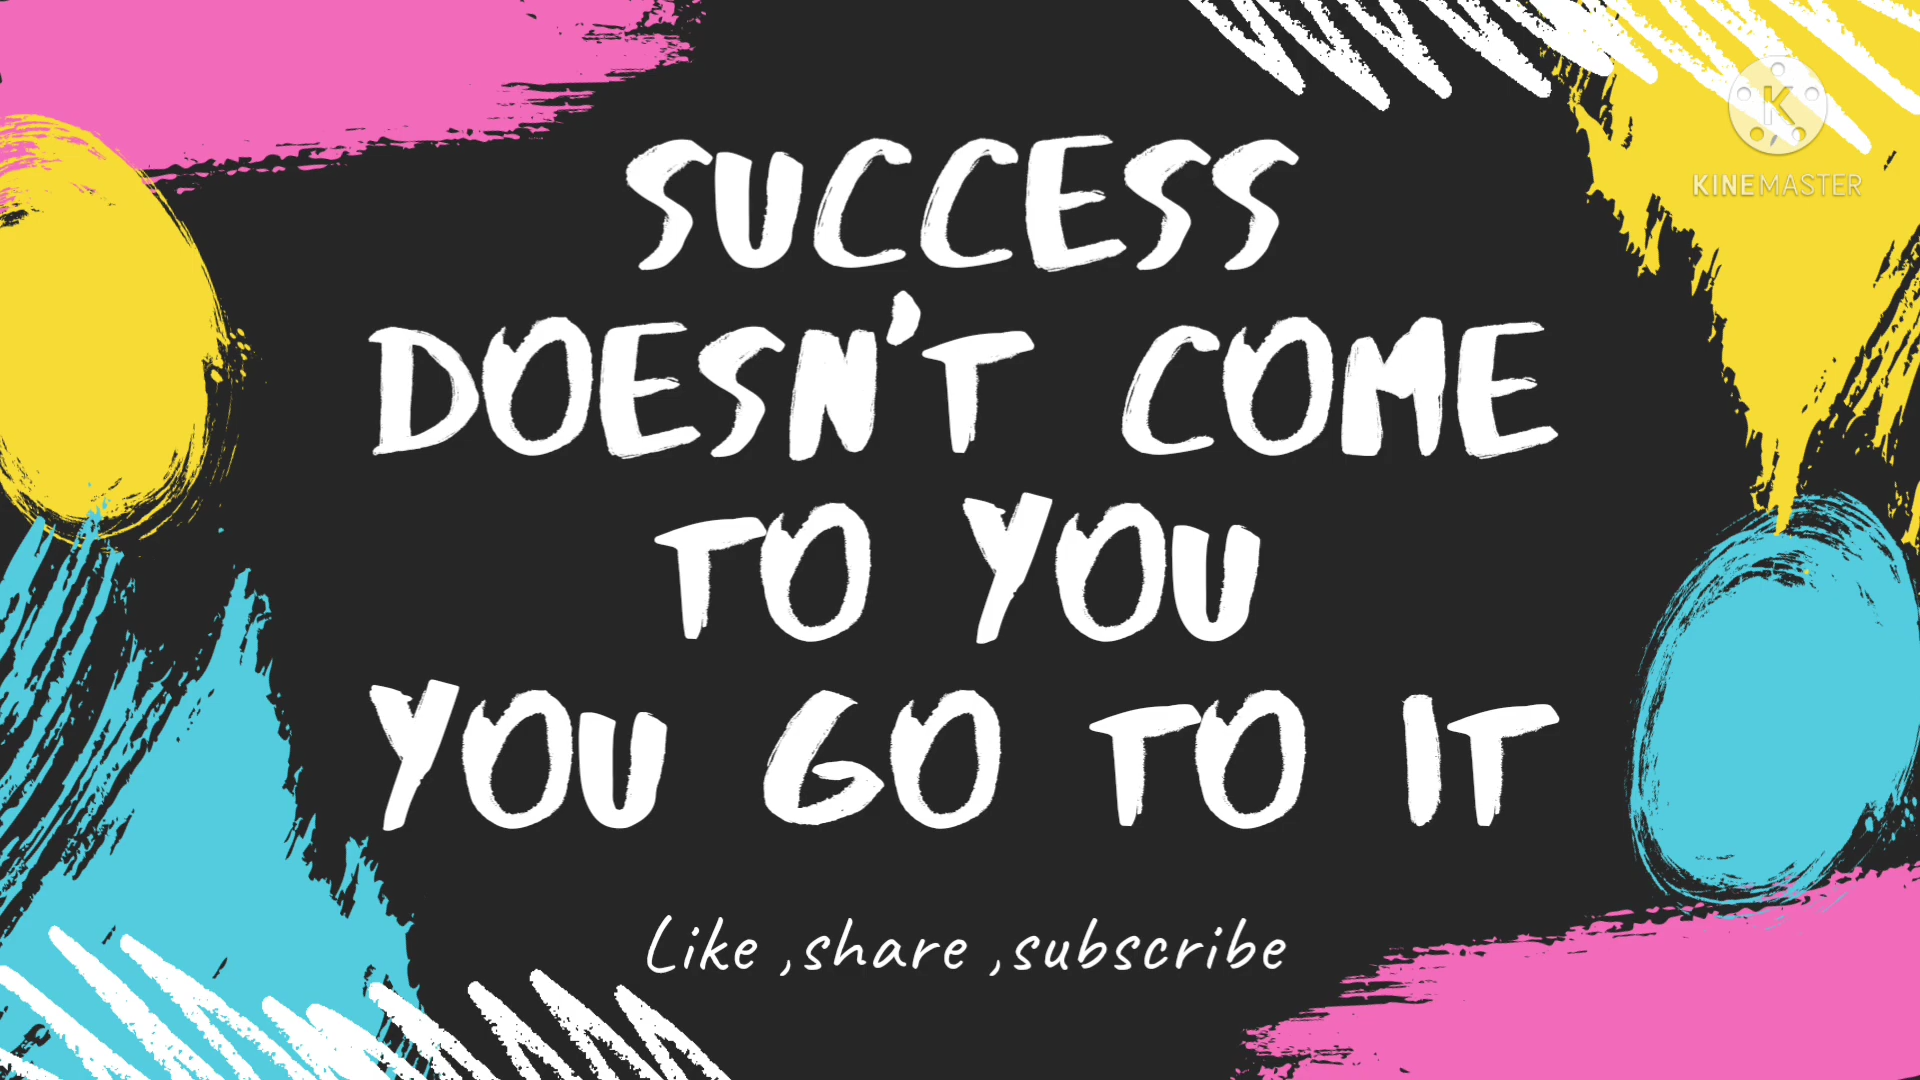 K
KINEMASTER
SUCCESS
DOESN'T COME
TO YOU
YOU GO TO IT
Like ,share ,subscribe